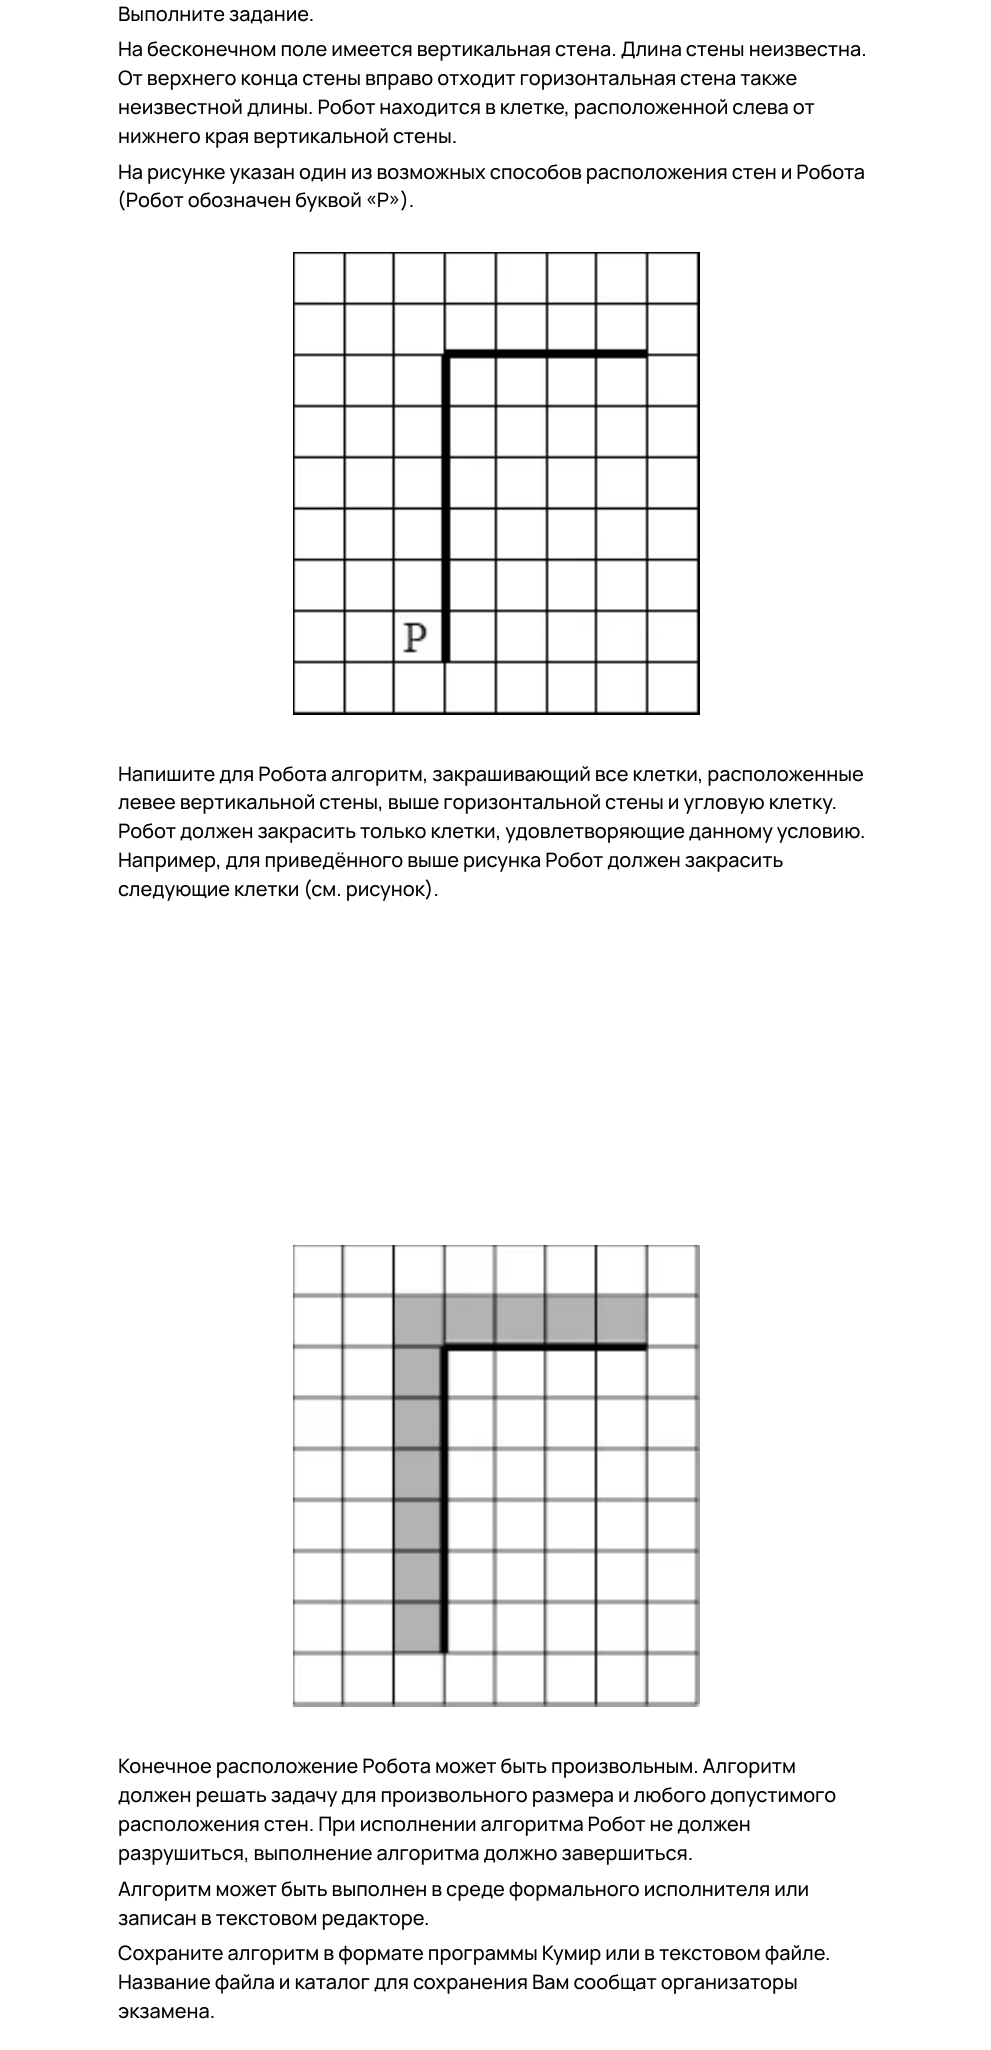 Выполните задание.
На бесконечном поле имеется вертикальная стена. Длина стены неизвестна.
От верхнего конца стены вправо отходит горизонтальная стена также
неизвестной длины. Робот находится в клетке, расположенной слева от
нижнего края вертикальной стены.
На рисунке указан один из возможных способов расположения стен и Робота
(Робот обозначен буквой «Р»).
Р
Напишите для Робота алгоритм, закрашивающий все клетки, расположенные
левее вертикальной стены, выше горизонтальной стены и угловую клетку.
Робот должен закрасить только клетки, удовлетворяющие данному условию.
Например, для приведённого выше рисунка Робот должен закрасить
следующие клетки (см. рисунок).
Конечное расположение Робота может быть произвольным. Алгоритм
должен решать задачу для произвольного размера и любого допустимого
расположения стен. При исполнении алгоритма Робот не должен
разрушиться, выполнение алгоритма должно завершиться.
Алгоритм может быть выполнен в среде формального исполнителя или
записан в текстовом редакторе.
Сохраните алгоритм в формате программы Кумир или в текстовом файле.
Название файла и каталог для сохранения Вам сообщат организаторы
экзамена.